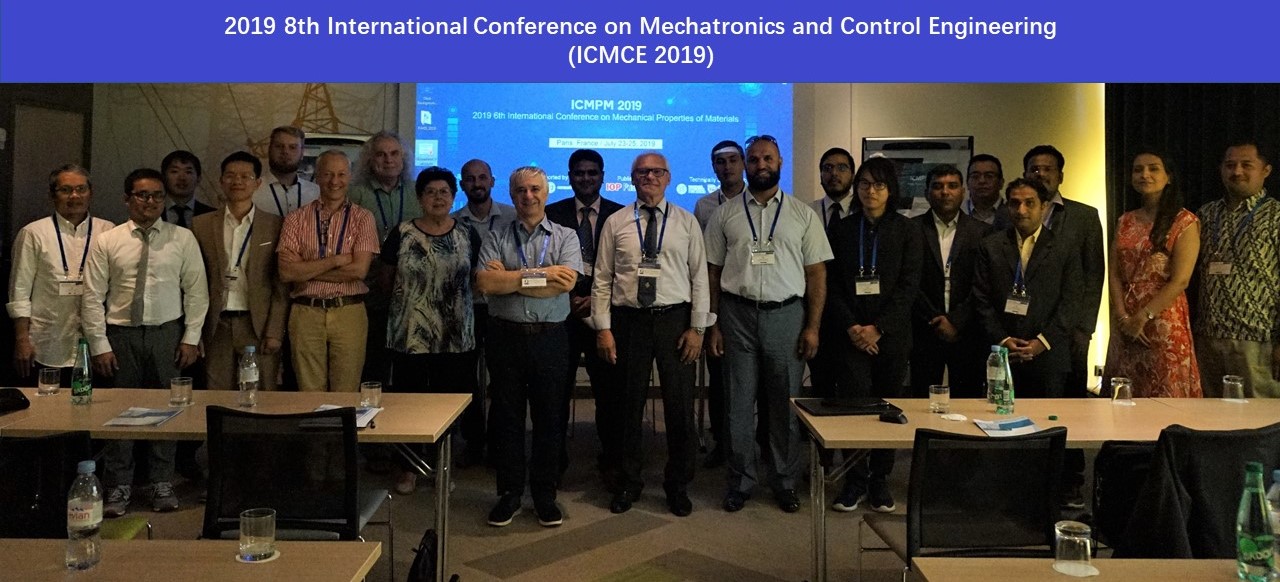 2019 8th International Conference on Mechatronics and Control Engineering
(ICMCE 2019)
ICMPM 2019
2019 6th International Conference on Mechanical Properties of Materials
Paris, France / July 23-25, 2019
IOP
evian